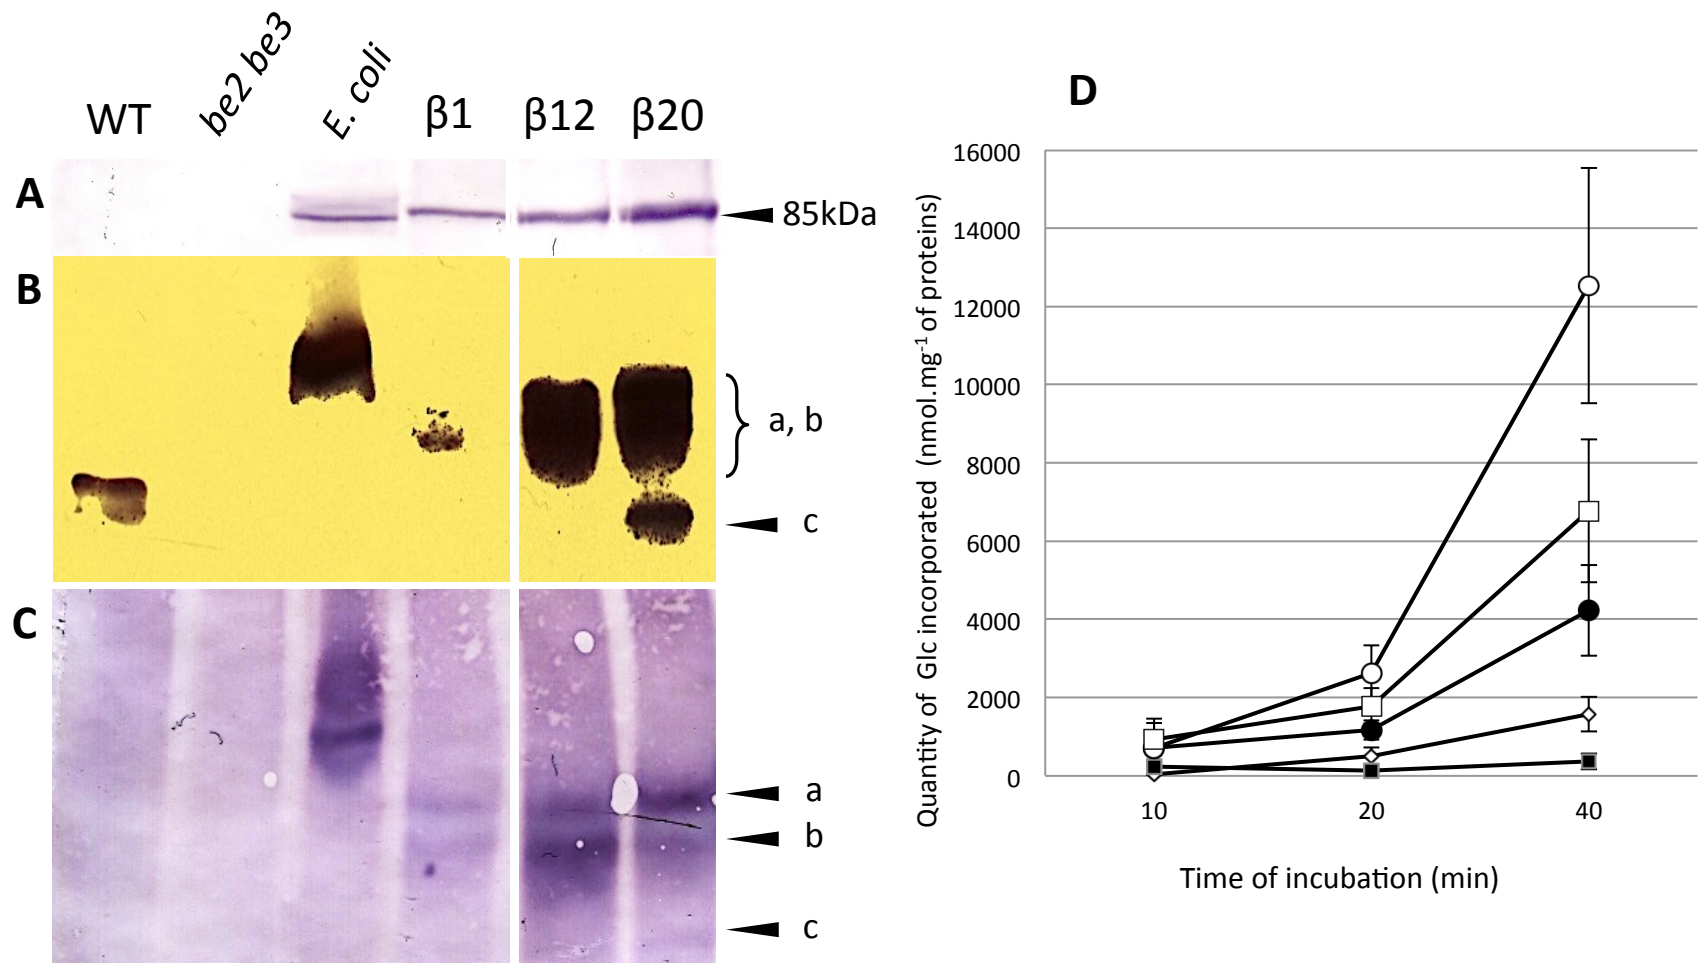 WT be2 be3 E. coli β1 β12 β20
A
85kDa
B
a, b
c
C
a
b
c
D
Quantity of Glc incorporated (nmol.mg⁻¹ of proteins)
16000
14000
12000
10000
8000
6000
4000
2000
0
10 20 40
Time of incubation (min)